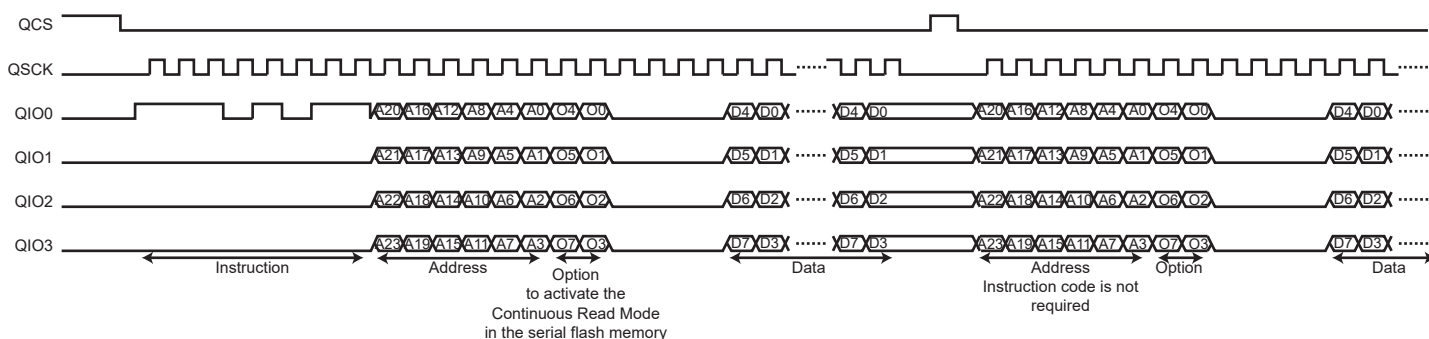 QCS
QSCK
QIO0 A20 A16 A12 A8 A4 A0 O4 O0 D4 D0 D4 D0 A20 A16 A12 A8 A4 A0 O4 O0 D4 D0
QIO1 A21 A17 A13 A9 A5 A1 O5 O1 D5 D1 D5 D1 A21 A17 A13 A9 A5 A1 O5 O1 D5 D1
QIO2 A22 A18 A14 A10 A6 A2 O6 O2 D6 D2 D6 D2 A22 A18 A14 A10 A6 A2 O6 O2 D6 D2
QIO3 A23 A19 A15 A11 A7 A3 O7 O3 D7 D3 D7 D3 A23 A19 A15 A11 A7 A3 O7 O3 D7 D3
Instruction Address Option Data Address Option Data
to activate the
Continuous Read Mode
in the serial flash memory
Instruction code is not
required